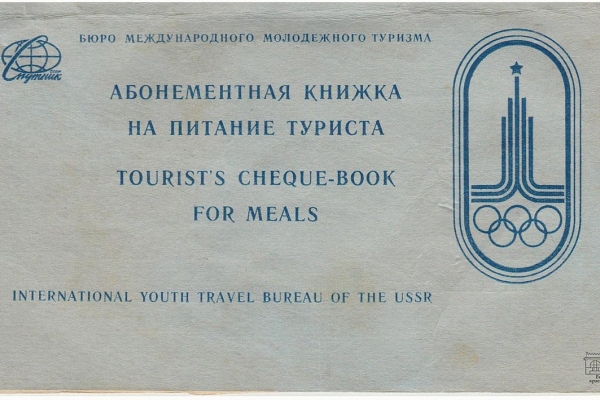 БЮРО МЕЖДУНАРОДНОГО МОЛОДЕЖНОГО ТУРИЗМА
Спутник
АБОНЕМЕНТНАЯ КНИЖКА
НА ПИТАНИЕ ТУРИСТА
TOURIST'S CHEQUE-BOOK
FOR MEALS
INTERNATIONAL YOUTH TRAVEL BUREAU OF THE USSR